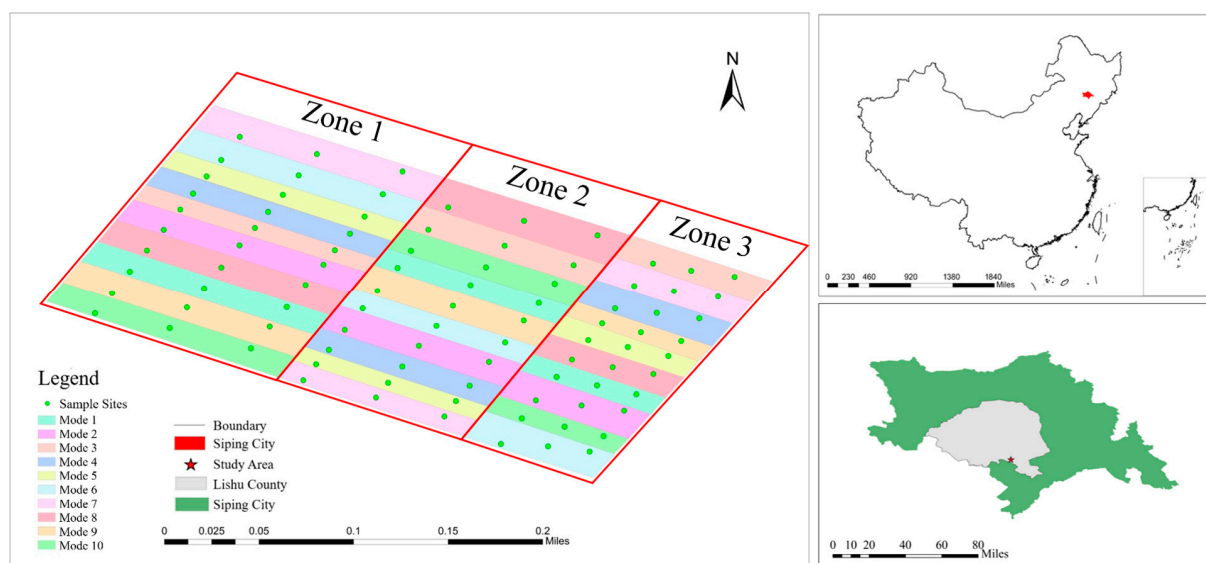 N
Zone 1
Zone 2
Zone 3
Legend
Sample Sites
Mode 1
Mode 2
Mode 3
Mode 4
Mode 5
Mode 6
Mode 7
Mode 8
Mode 9
Mode 10
Boundary
Siping City
Study Area
Lishu County
Siping City
0 0.025 0.05 0.1 0.15 0.2
Miles
0 230 460 920 1380 1840
Miles
0 10 20 40 60 80
Miles